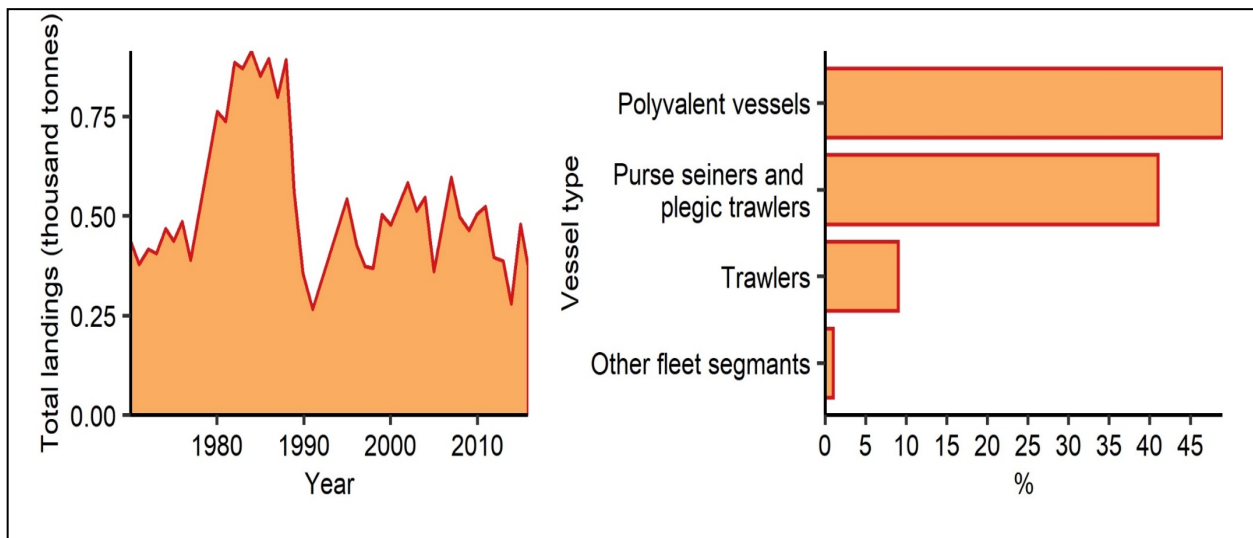 Total landings (thousand tonnes)
0.75
0.50
0.25
0.00
1980 1990 2000 2010
Year
Vessel type
Polyvalent vessels
Purse seiners and
plegic trawlers
Trawlers
Other fleet segmants
0 5 10 15 20 25 30 35 40 45
%